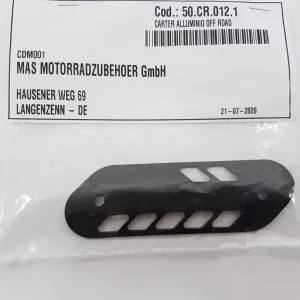 Cod.: 50.CR.012.1
CARTER ALLUMINIO OFF ROAD
CDM001
MAS MOTORRADZUBEHOER GmbH
HAUSENER WEG 69
LANGENZENN - DE
21-07-2020